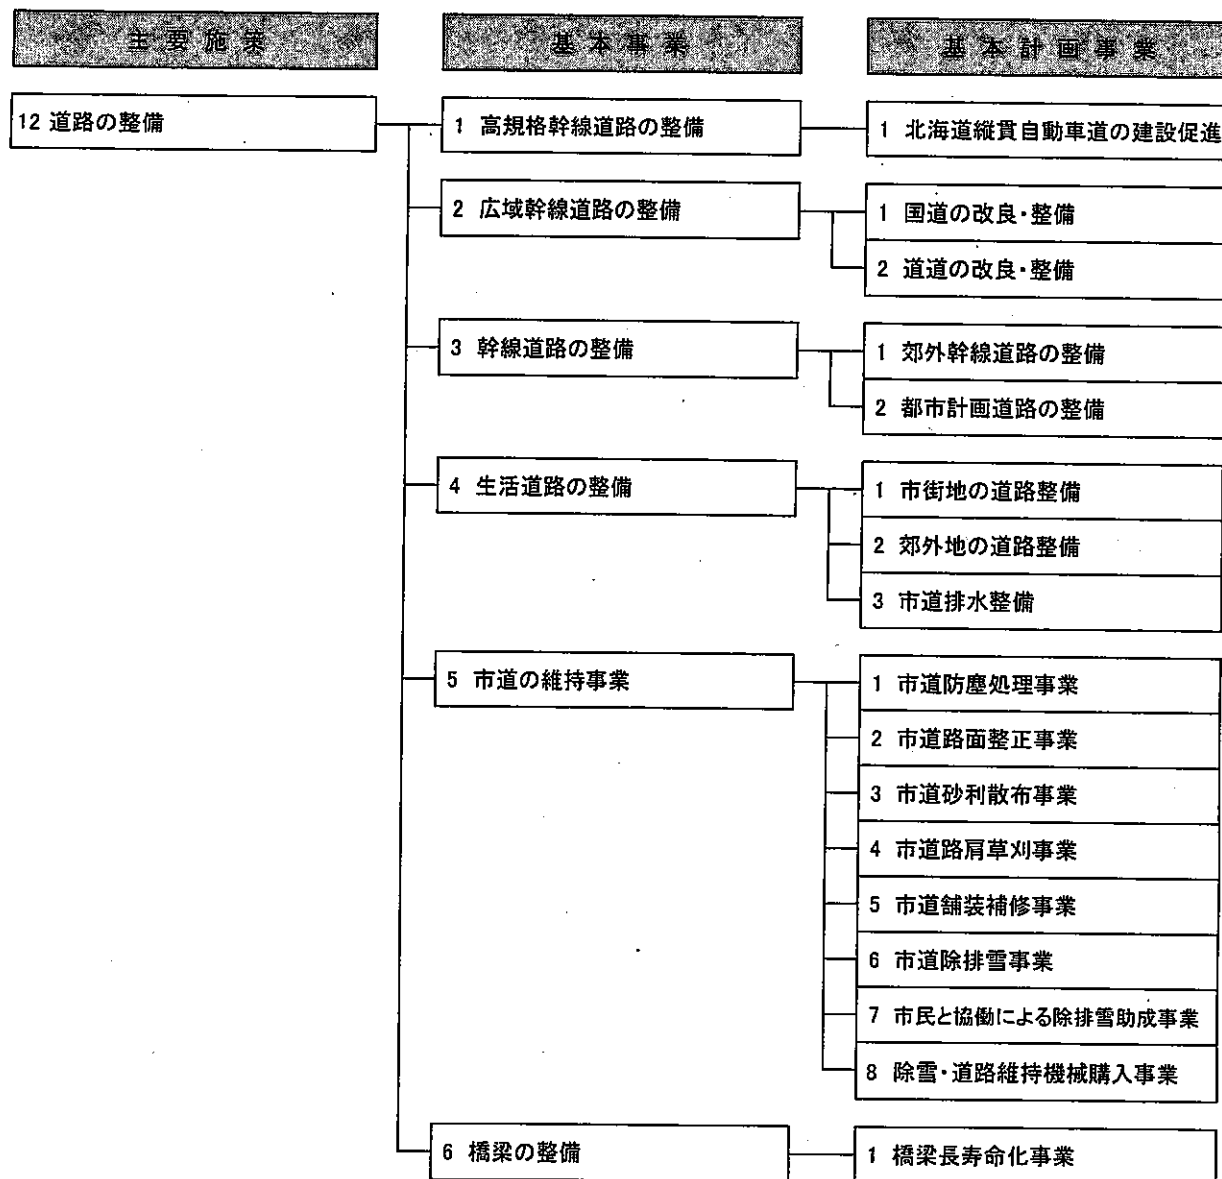 主要施策
基本事業
基本計画事業
12 道路の整備
1 高規格幹線道路の整備
1 北海道縦貫自動車道の建設促進
2 広域幹線道路の整備
1 国道の改良・整備
2 道道の改良・整備
3 幹線道路の整備
1 郊外幹線道路の整備
2 都市計画道路の整備
4 生活道路の整備
1 市街地の道路整備
2 郊外地の道路整備
3 市道排水整備
5 市道の維持事業
1 市道防塵処理事業
2 市道路面整正事業
3 市道砂利散布事業
4 市道路肩草刈事業
5 市道舗装補修事業
6 市道除排雪事業
7 市民と協働による除排雪助成事業
8 除雪・道路維持機械購入事業
6 橋梁の整備
1 橋梁長寿命化事業